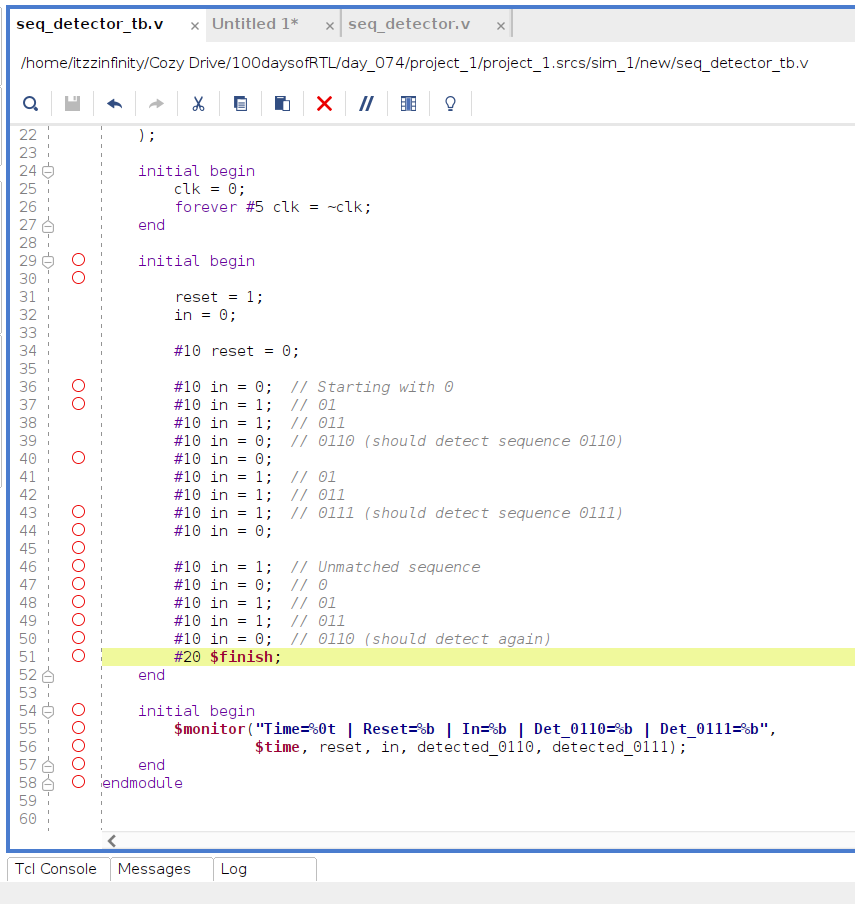 seq_detector_tb.v × Untitled 1* × seq_detector.v ×
/home/itzzinfinity/Cozy Drive/100daysofRTL/day_074/project_1/project_1.srcs/sim_1/new/seq_detector_tb.v
22 );
23
24 initial begin
25 clk = 0;
26 forever #5 clk = ~clk;
27 end
28
29 initial begin
30
31 reset = 1;
32 in = 0;
33
34 #10 reset = 0;
35
36 #10 in = 0; // Starting with 0
37 #10 in = 1; // 01
38 #10 in = 1; // 011
39 #10 in = 0; // 0110 (should detect sequence 0110)
40 #10 in = 0;
41 #10 in = 1; // 01
42 #10 in = 1; // 011
43 #10 in = 1; // 0111 (should detect sequence 0111)
44 #10 in = 0;
45
46 #10 in = 1; // Unmatched sequence
47 #10 in = 0; // 0
48 #10 in = 1; // 01
49 #10 in = 1; // 011
50 #10 in = 0; // 0110 (should detect again)
51 #20 $finish;
52 end
53
54 initial begin
55 $monitor("Time=%0t | Reset=%b | In=%b | Det_0110=%b | Det_0111=%b",
56 $time, reset, in, detected_0110, detected_0111);
57 end
58 endmodule
59
60
Tcl Console Messages Log